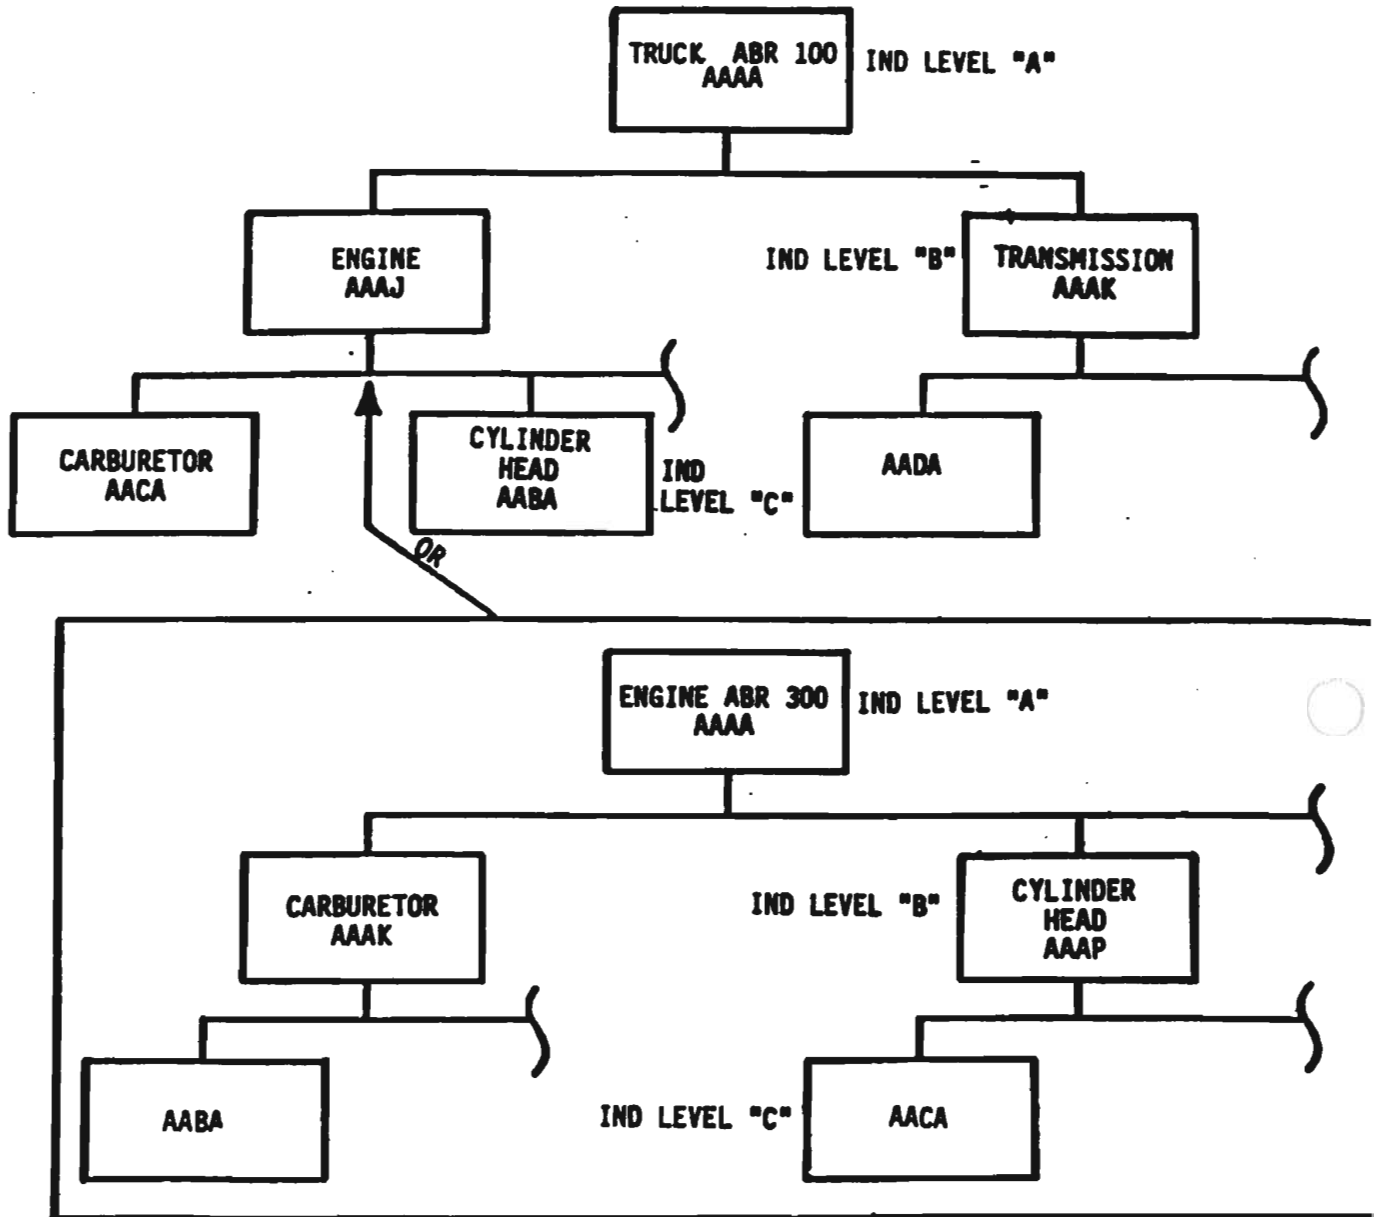 TRUCK ABR 100
AAAA
IND LEVEL "A"
ENGINE
AAAJ
IND LEVEL "B"
TRANSMISSION
AAAK
CARBURETOR
AACA
CYLINDER
HEAD
AABA
IND
LEVEL "C"
AADA
OR
ENGINE ABR 300
AAAA
IND LEVEL "A"
CARBURETOR
AAAK
IND LEVEL "B"
CYLINDER
HEAD
AAAP
AABA
IND LEVEL "C"
AACA